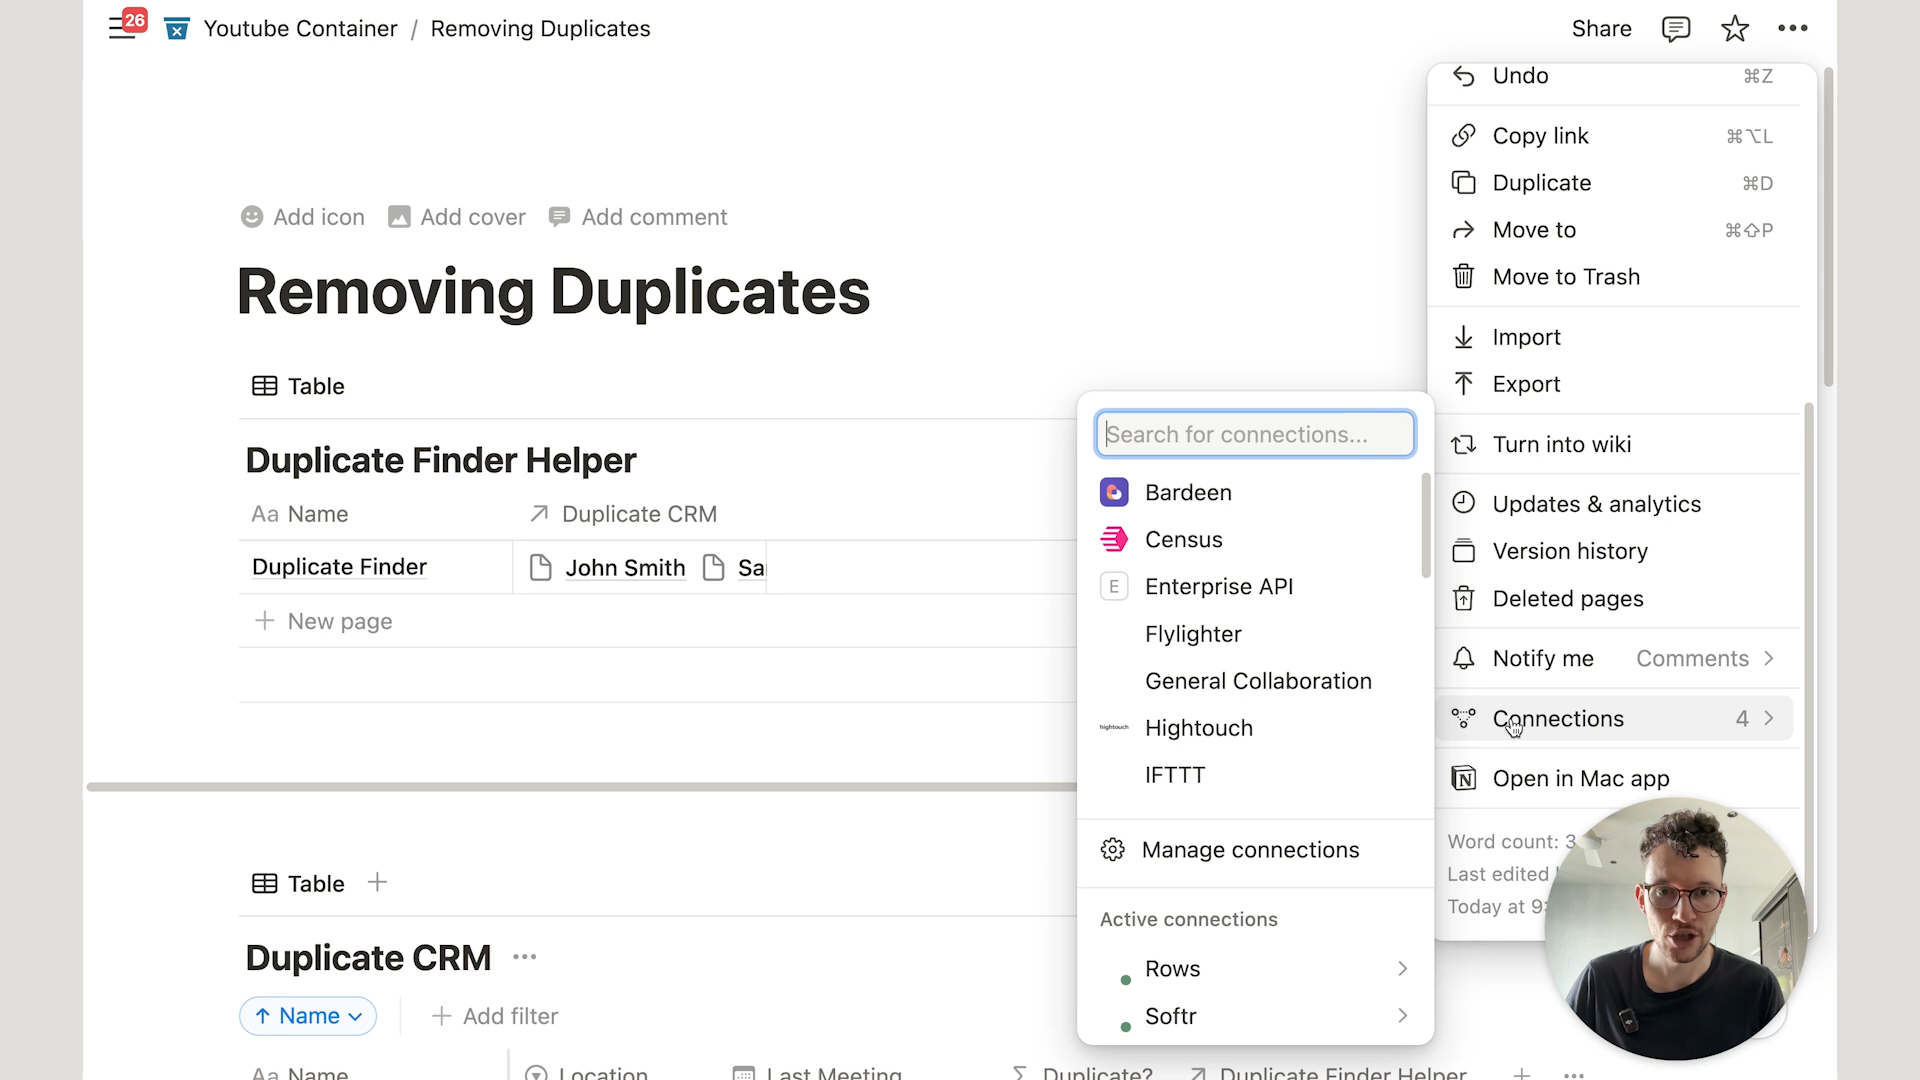 26
Youtube Container / Removing Duplicates
Share
Add icon
Add cover
Add comment
Removing Duplicates
Table
Duplicate Finder Helper
Aa Name
Duplicate CRM
Duplicate Finder
John Smith
Sa
New page
Table
Duplicate CRM
Name
Add filter
Aa Name
Location
Last Meeting
Duplicate?
Duplicate Finder Helper
Search for connections...
Bardeen
Census
E Enterprise API
Flylighter
General Collaboration
hightouch Hightouch
IFTTT
Manage connections
Active connections
Rows
Softr
Undo ⌘Z
Copy link ⌘⌥L
Duplicate ⌘D
Move to ⌘⇧P
Move to Trash
Import
Export
Turn into wiki
Updates & analytics
Version history
Deleted pages
Notify me Comments
Connections 4
Open in Mac app
Word count: 3
Last edited
Today at 9: